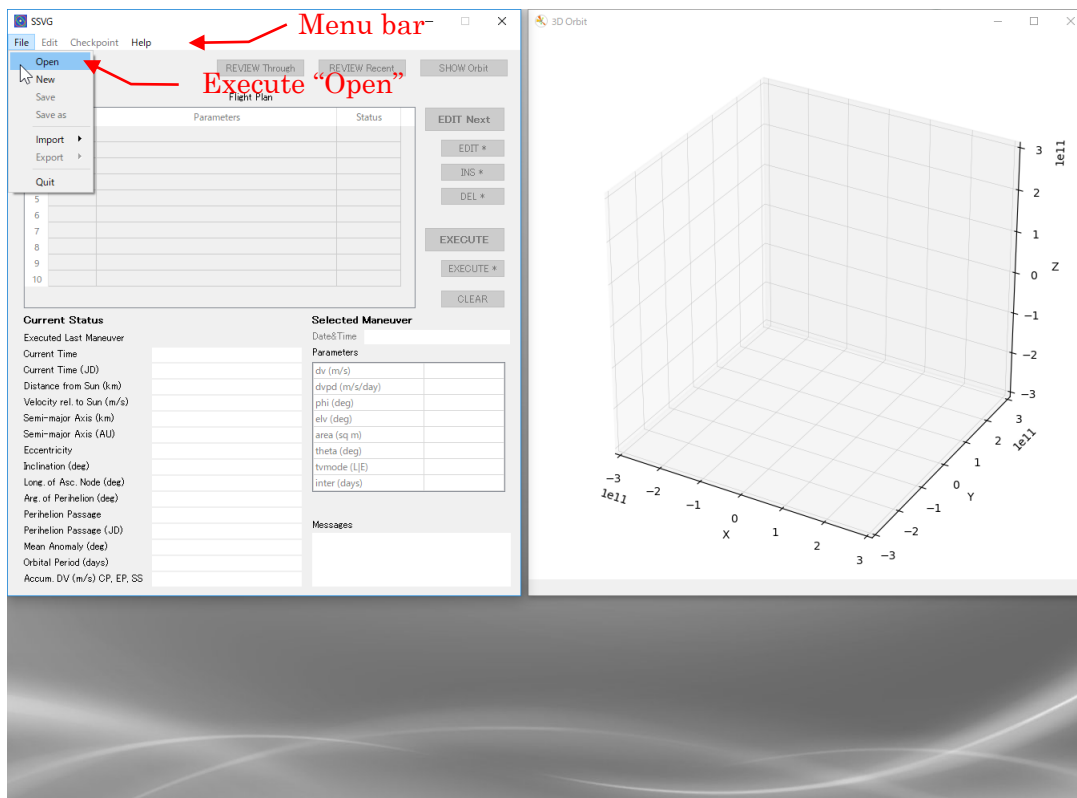 SSVG
Menu bar
File Edit Checkpoint Help
Open
New
Save
Save as
Import
Export
Quit
Execute “Open”
REVIEW Through REVIEW Recent SHOW Orbit
Flight Plan
Parameters Status
5
6
7
8
9
10
EDIT Next
EDIT *
INS *
DEL *
EXECUTE
EXECUTE *
CLEAR
Current Status
Executed Last Maneuver
Current Time
Current Time (JD)
Distance from Sun (km)
Velocity rel. to Sun (m/s)
Semi-major Axis (km)
Semi-major Axis (AU)
Eccentricity
Inclination (deg)
Long. of Asc. Node (deg)
Arg. of Perihelion (deg)
Perihelion Passage
Perihelion Passage (JD)
Mean Anomaly (deg)
Orbital Period (days)
Accum. DV (m/s) CP, EP, SS
Selected Maneuver
Date&Time
Parameters
dv (m/s)
dvpd (m/s/day)
phi (deg)
elv (deg)
area (sq m)
theta (deg)
tvmode (L|E)
inter (days)
Messages
3D Orbit
3
1e11
2
1
0
Z
−1
−2
−3
3
1e11
2
1
0
Y
−1
−2
−3
−3
1e11
−2
−1
0
X
1
2
3